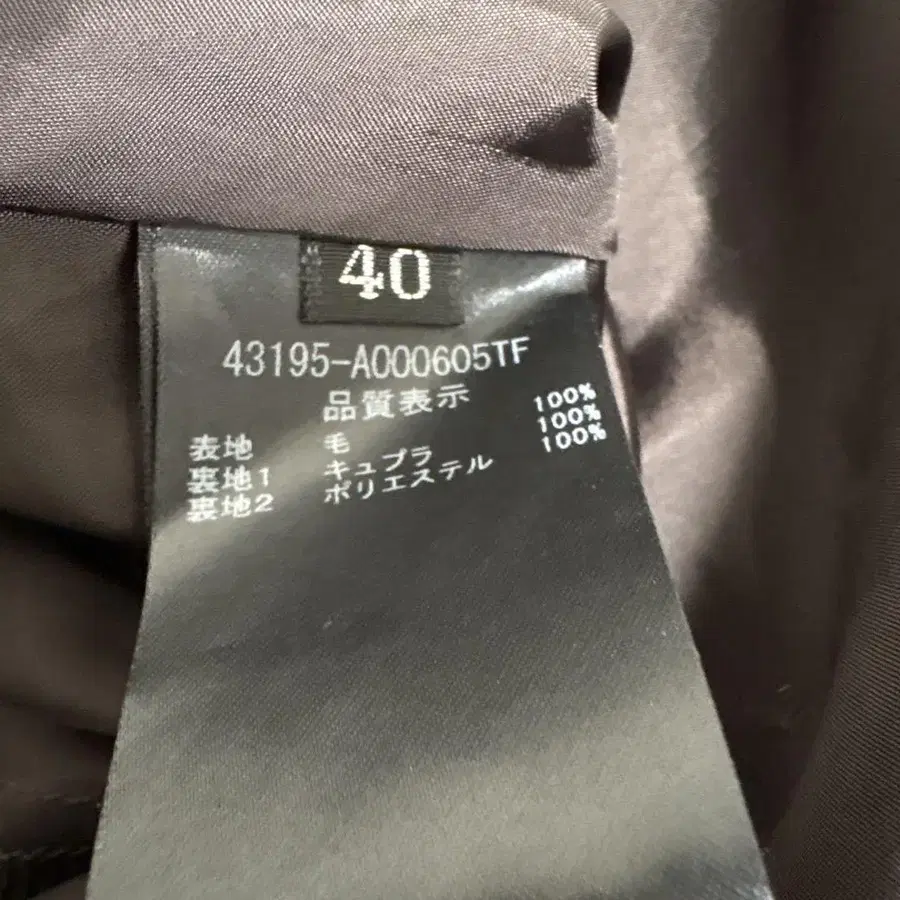 40
43195-A000605TF
品質表示
表地 毛 100%
裏地1 キュプラ 100%
裏地2 ポリエステル 100%